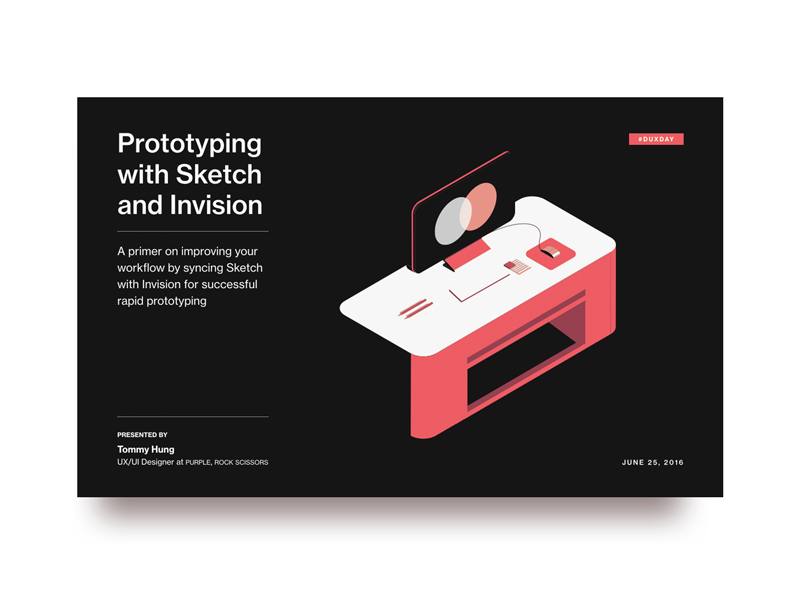 Prototyping
with Sketch
and Invision
A primer on improving your
workflow by syncing Sketch
with Invision for successful
rapid prototyping
PRESENTED BY
Tommy Hung
UX/UI Designer at PURPLE, ROCK SCISSORS
#DUXDAY
JUNE 25, 2016